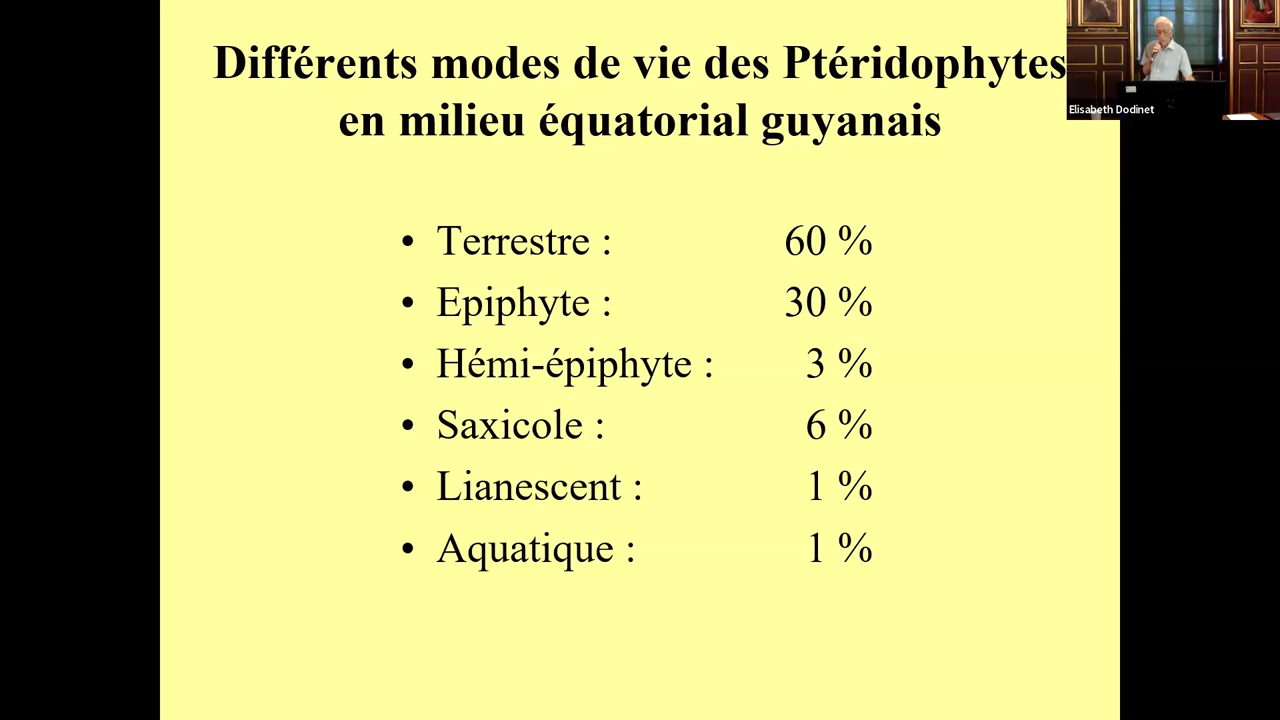 Différents modes de vie des Ptéridophytes
en milieu équatorial guyanais
• Terrestre : 60 %
• Epiphyte : 30 %
• Hémi-épiphyte : 3 %
• Saxicole : 6 %
• Lianescent : 1 %
• Aquatique : 1 %
Elisabeth Dodinet